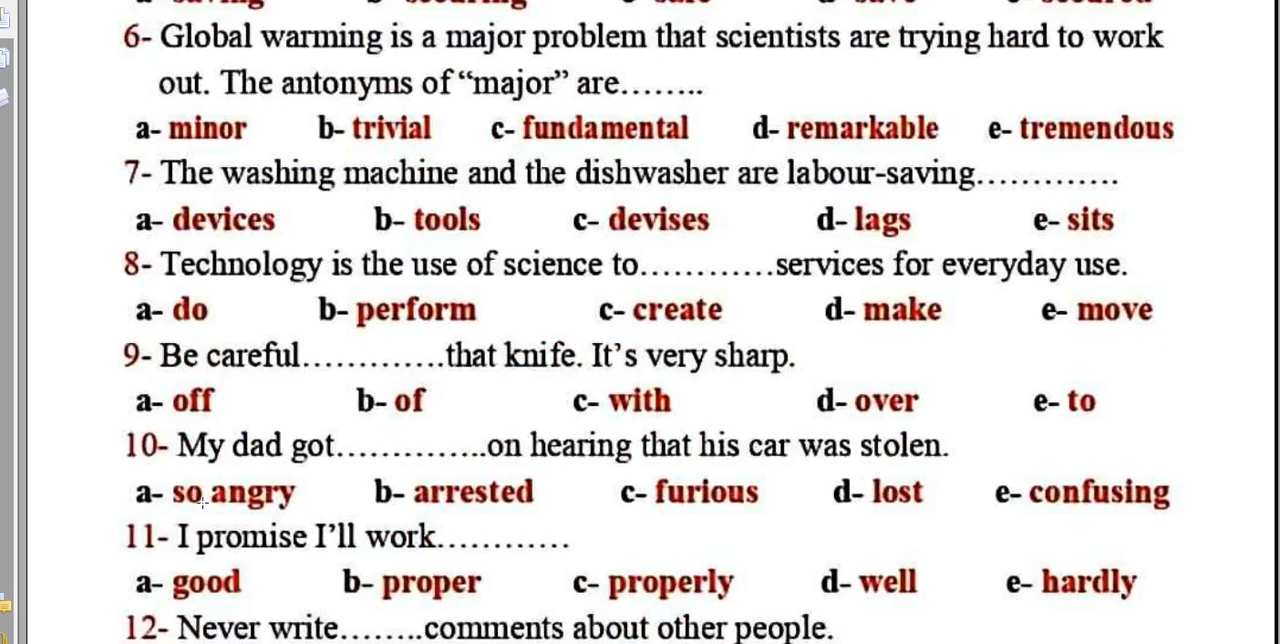 6- Global warming is a major problem that scientists are trying hard to work
out. The antonyms of “major” are……..
a- minor b- trivial c- fundamental d- remarkable e- tremendous
7- The washing machine and the dishwasher are labour-saving………….
a- devices b- tools c- devises d- lags e- sits
8- Technology is the use of science to…………services for everyday use.
a- do b- perform c- create d- make e- move
9- Be careful………….that knife. It’s very sharp.
a- off b- of c- with d- over e- to
10- My dad got…………..on hearing that his car was stolen.
a- so angry b- arrested c- furious d- lost e- confusing
11- I promise I’ll work…………
a- good b- proper c- properly d- well e- hardly
12- Never write……..comments about other people.